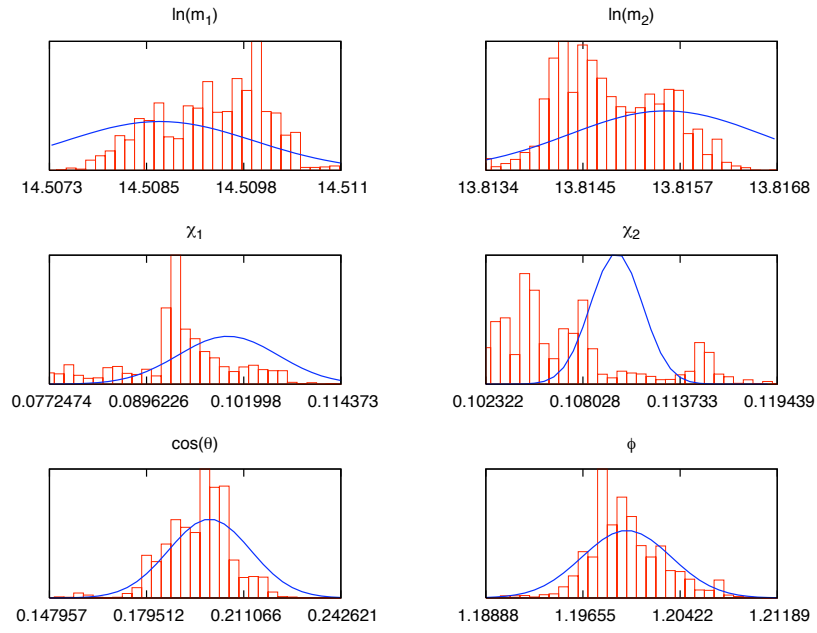 ln(m₁) ln(m₂)
14.5073 14.5085 14.5098 14.511 13.8134 13.8145 13.8157 13.8168
χ₁ χ₂
0.0772474 0.0896226 0.101998 0.114373 0.102322 0.108028 0.113733 0.119439
cos(θ) ϕ
0.147957 0.179512 0.211066 0.242621 1.18888 1.19655 1.20422 1.21189